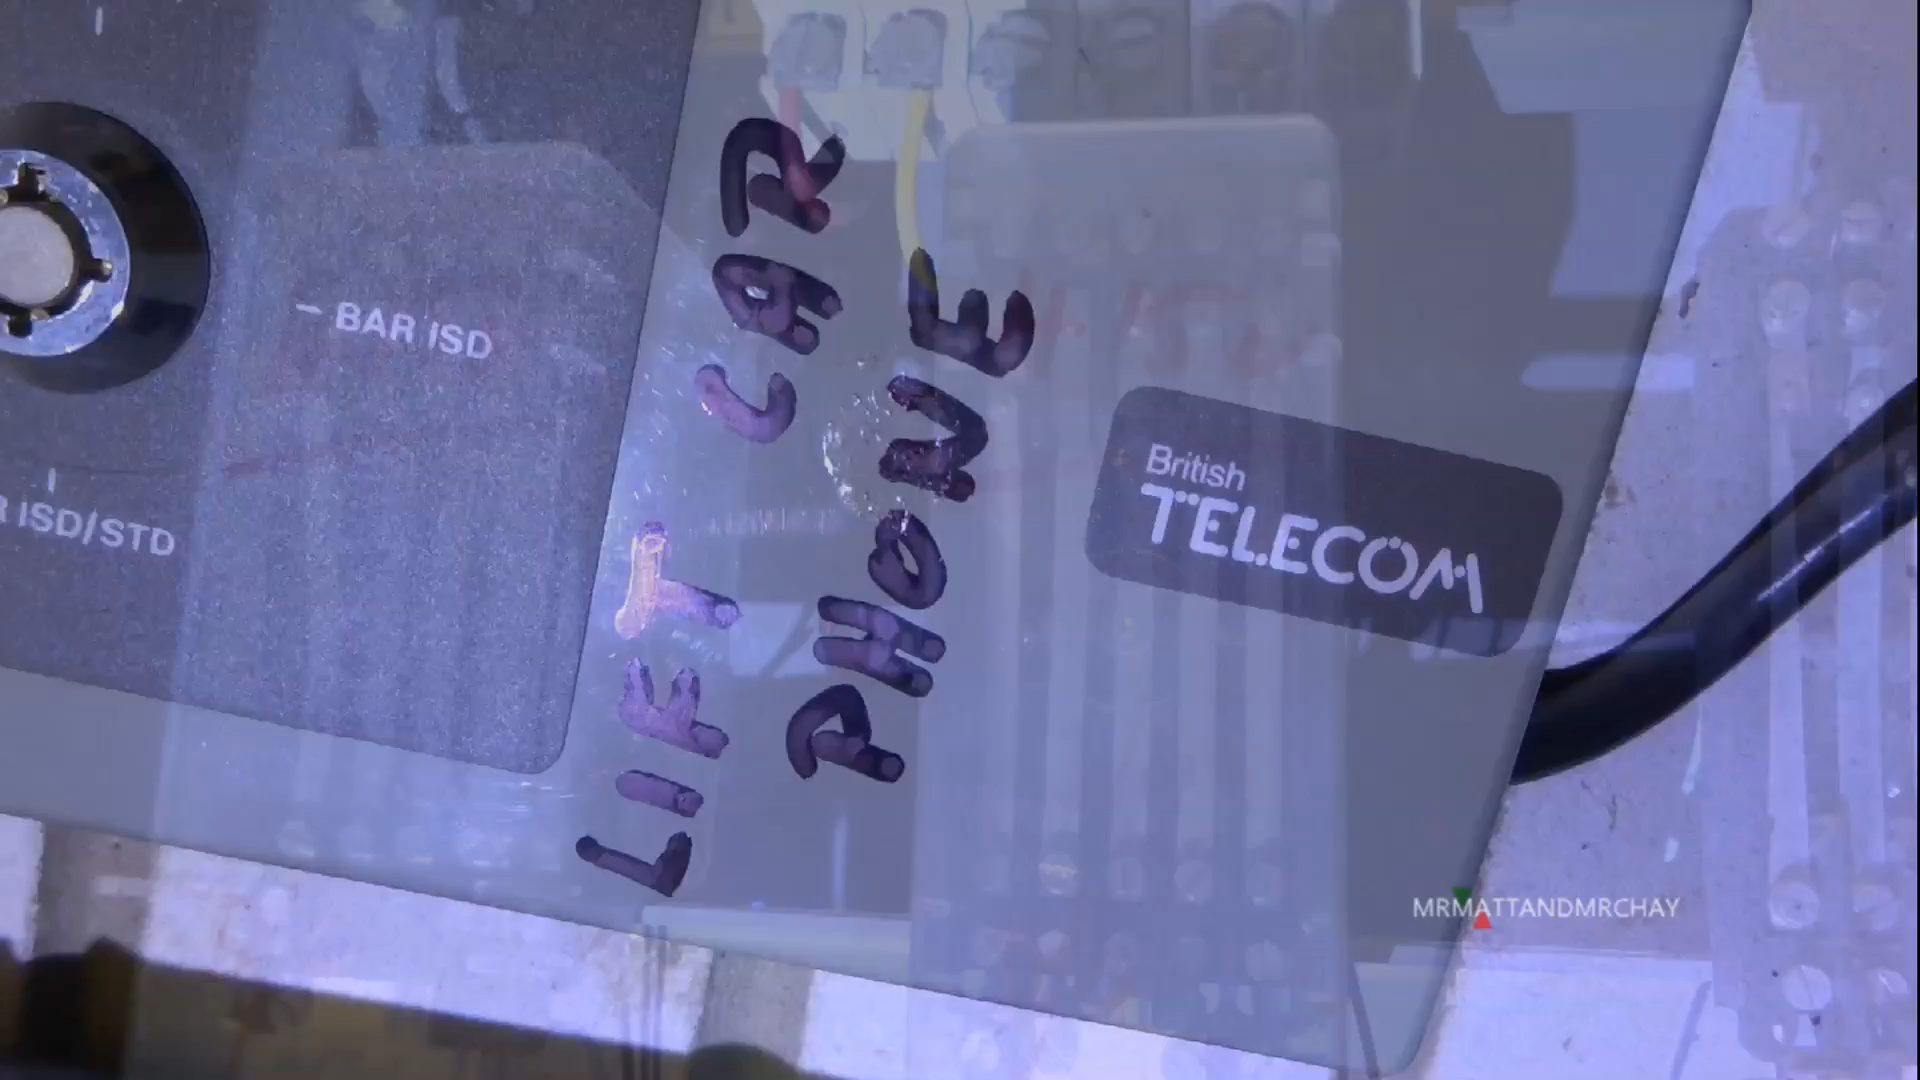 BAR ISD
R ISD/STD
LIFT CAR
PHONE
British
TELECOM
MRMATTANDMRCHAY